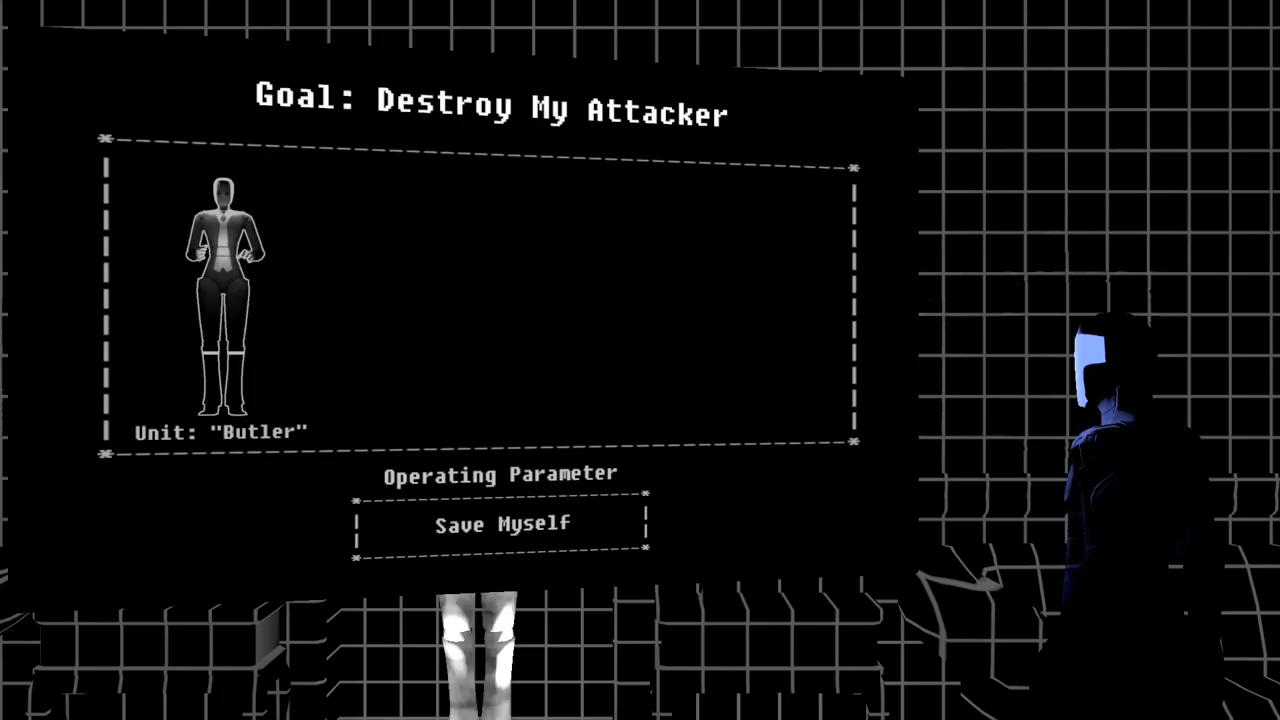 Goal: Destroy My Attacker
Unit: "Butler"
Operating Parameter
Save Myself